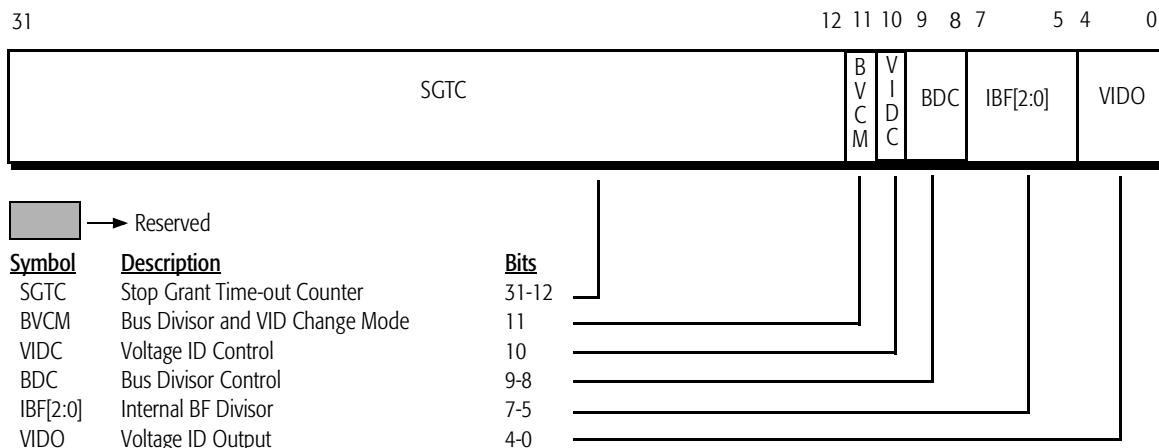 31 12 11 10 9 8 7 5 4 0
SGTC BVCM VIDC BDC IBF[2:0] VIDO
Reserved
Symbol Description Bits
SGTC Stop Grant Time-out Counter 31-12
BVCM Bus Divisor and VID Change Mode 11
VIDC Voltage ID Control 10
BDC Bus Divisor Control 9-8
IBF[2:0] Internal BF Divisor 7-5
VIDO Voltage ID Output 4-0